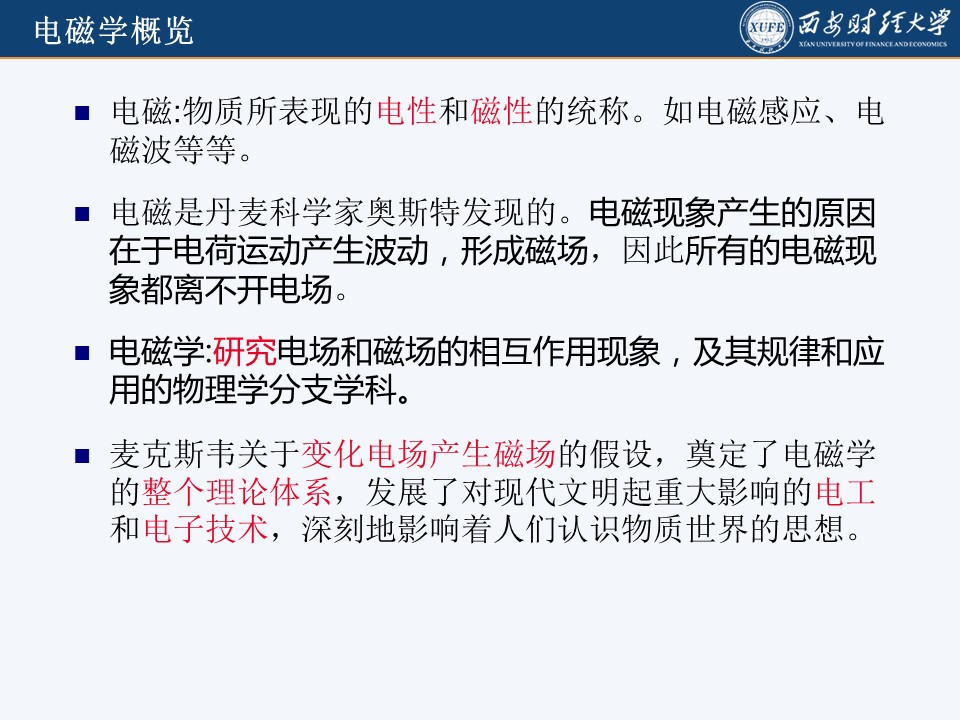 电磁学概览
XUFE
西安财经大学
XI'AN UNIVERSITY OF FINANCE AND ECONOMICS
电磁:物质所表现的电性和磁性的统称。如电磁感应、电
磁波等等。
电磁是丹麦科学家奥斯特发现的。电磁现象产生的原因
在于电荷运动产生波动，形成磁场，因此所有的电磁现
象都离不开电场。
电磁学:研究电场和磁场的相互作用现象，及其规律和应
用的物理学分支学科。
麦克斯韦关于变化电场产生磁场的假设，奠定了电磁学
的整个理论体系，发展了对现代文明起重大影响的电工
和电子技术，深刻地影响着人们认识物质世界的思想。